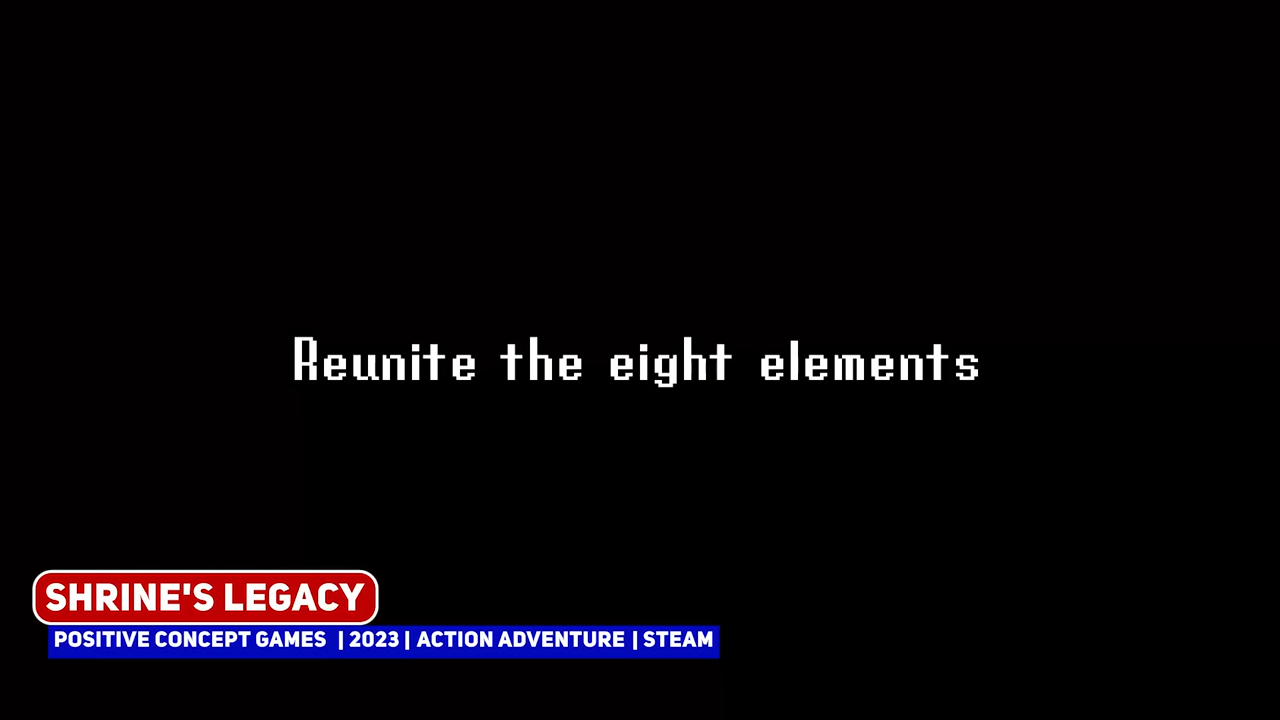 Reunite the eight elements
SHRINE'S LEGACY
POSITIVE CONCEPT GAMES | 2023 | ACTION ADVENTURE | STEAM